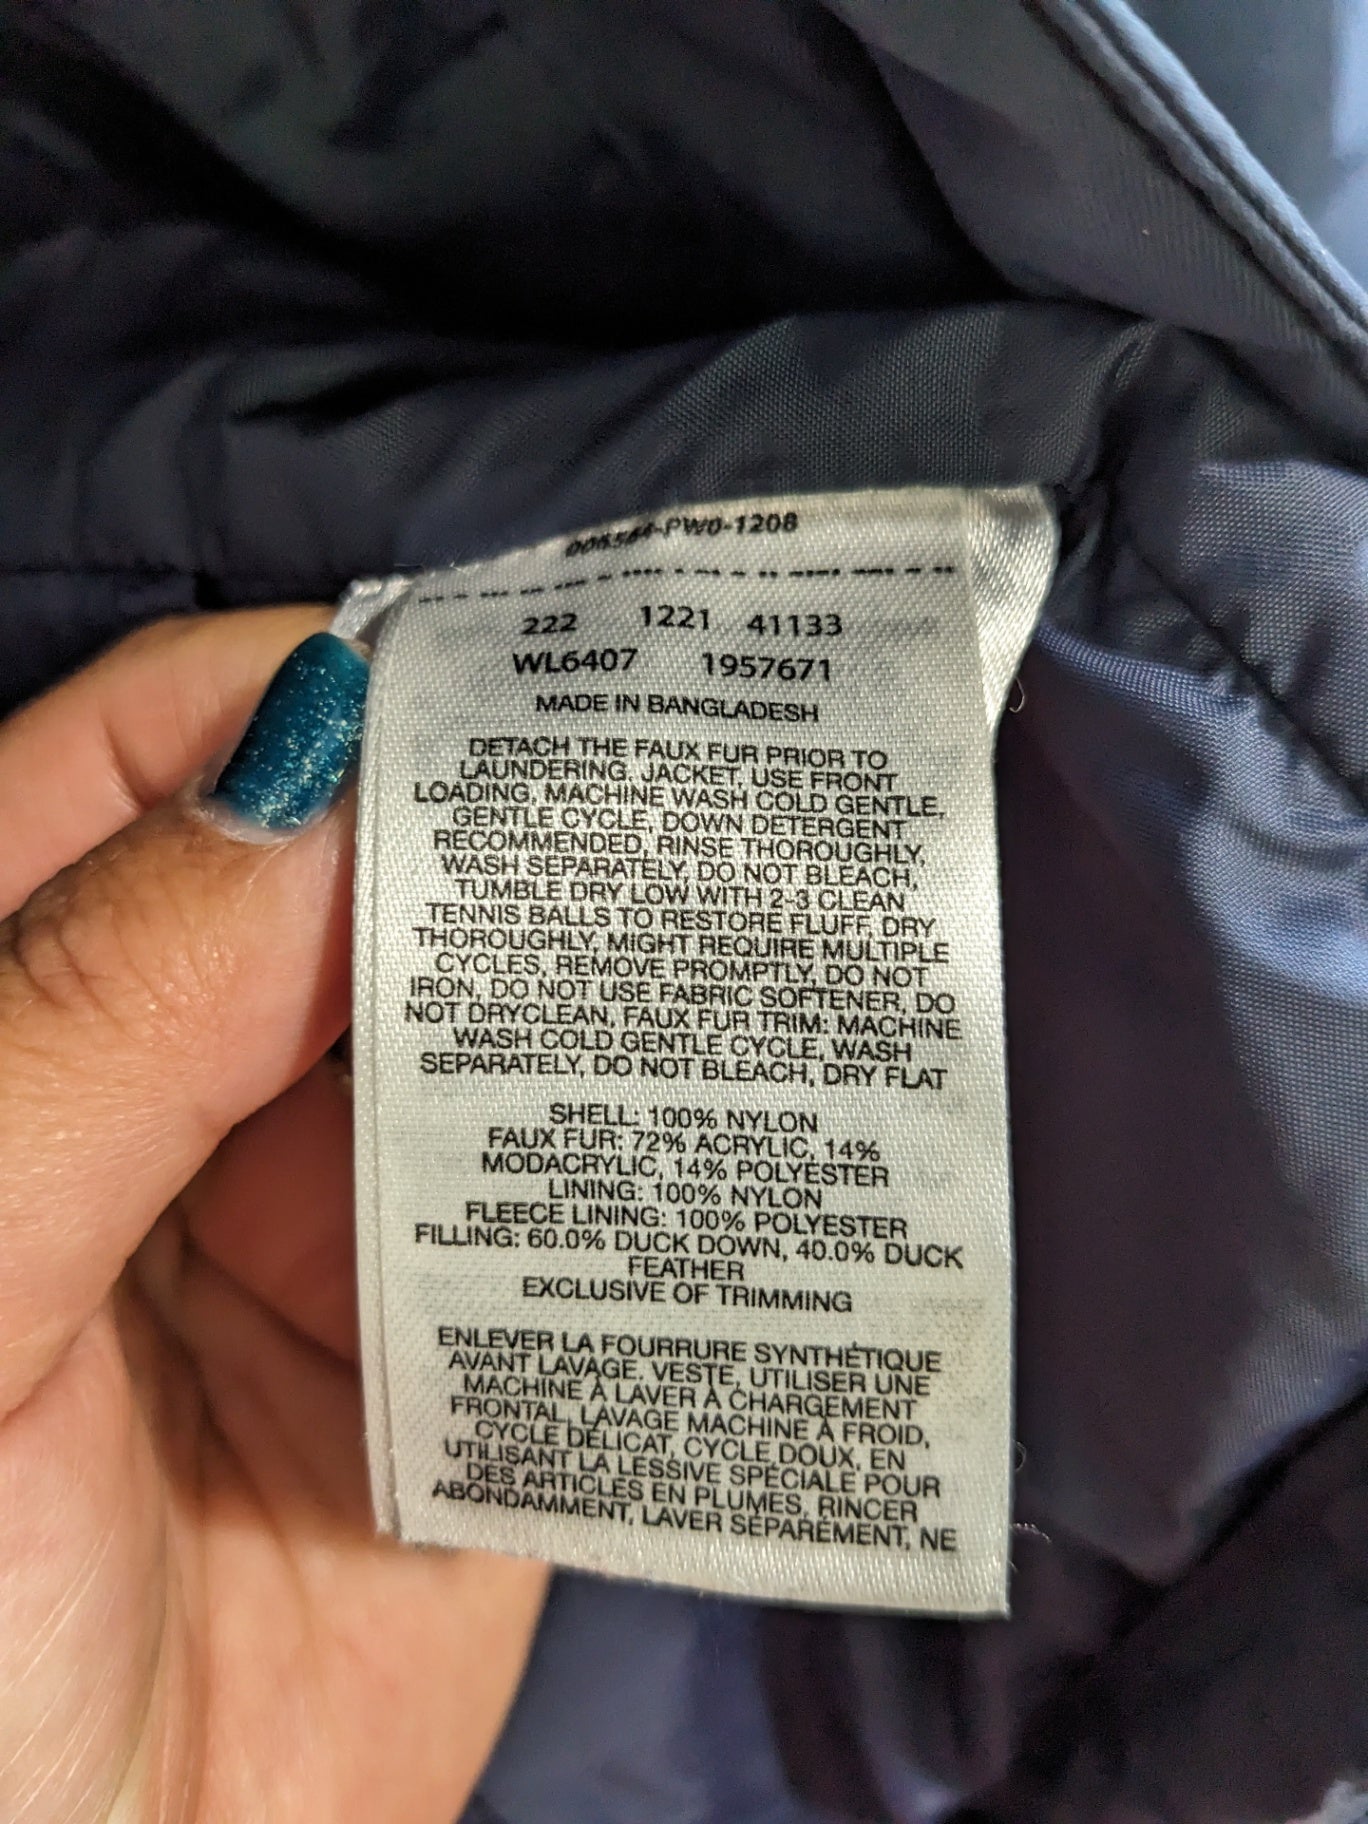 006564-PW0-1208
222 1221 41133
WL6407 1957671
MADE IN BANGLADESH
DETACH THE FAUX FUR PRIOR TO
LAUNDERING. JACKET, USE FRONT
LOADING, MACHINE WASH COLD GENTLE,
GENTLE CYCLE, DOWN DETERGENT
RECOMMENDED, RINSE THOROUGHLY,
WASH SEPARATELY, DO NOT BLEACH,
TUMBLE DRY LOW WITH 2-3 CLEAN
TENNIS BALLS TO RESTORE FLUFF, DRY
THOROUGHLY, MIGHT REQUIRE MULTIPLE
CYCLES, REMOVE PROMPTLY, DO NOT
IRON, DO NOT USE FABRIC SOFTENER, DO
NOT DRYCLEAN, FAUX FUR TRIM: MACHINE
WASH COLD GENTLE CYCLE, WASH
SEPARATELY, DO NOT BLEACH, DRY FLAT
SHELL: 100% NYLON
FAUX FUR: 72% ACRYLIC, 14%
MODACRYLIC, 14% POLYESTER
LINING: 100% NYLON
FLEECE LINING: 100% POLYESTER
FILLING: 60.0% DUCK DOWN, 40.0% DUCK
FEATHER
EXCLUSIVE OF TRIMMING
ENLEVER LA FOURRURE SYNTHÉTIQUE
AVANT LAVAGE. VESTE, UTILISER UNE
MACHINE À LAVER À CHARGEMENT
FRONTAL, LAVAGE MACHINE À FROID,
CYCLE DÉLICAT, CYCLE DOUX, EN
UTILISANT LA LESSIVE SPÉCIALE POUR
DES ARTICLES EN PLUMES, RINCER
ABONDAMMENT, LAVER SÉPARÉMENT, NE